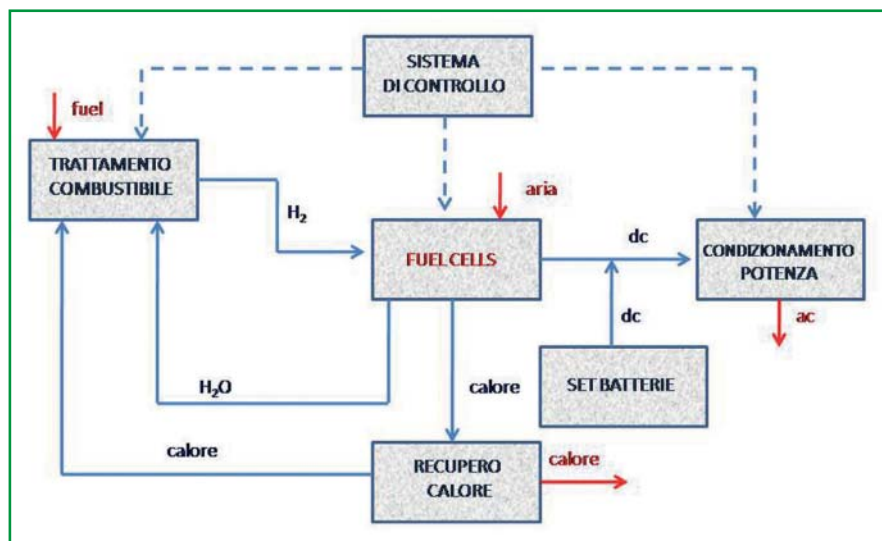 SISTEMA
DI CONTROLLO
fuel
TRATTAMENTO
COMBUSTIBILE
H₂
aria
FUEL CELLS
dc
CONDIZIONAMENTO
POTENZA
ac
dc
SET BATTERIE
H₂O
calore
calore
RECUPERO
CALORE
calore